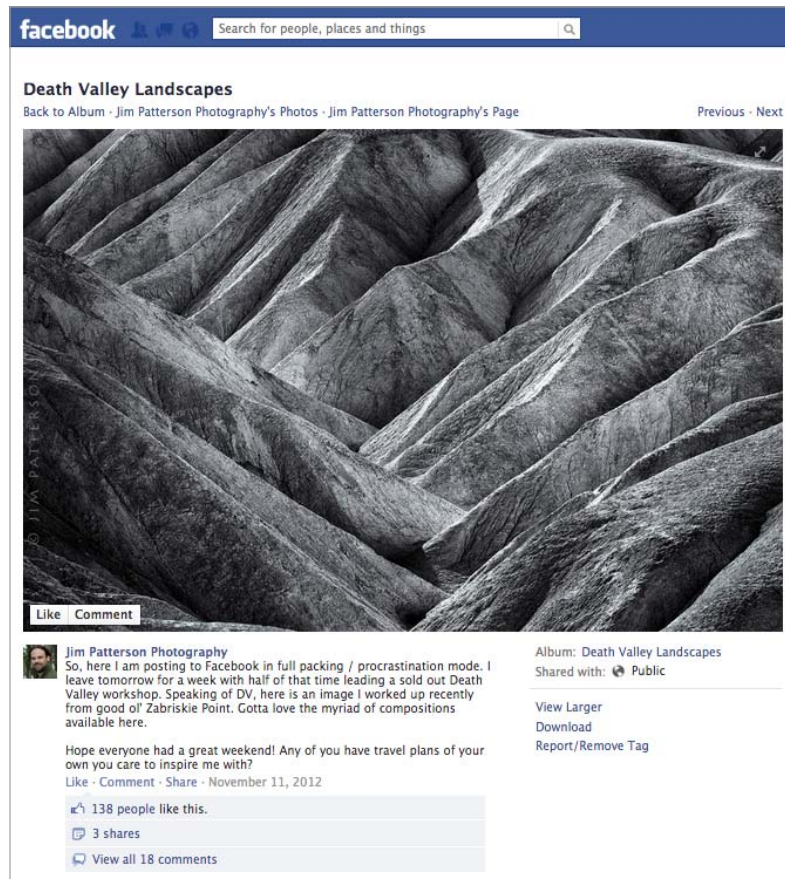 facebook
Search for people, places and things
Death Valley Landscapes
Back to Album · Jim Patterson Photography's Photos · Jim Patterson Photography's Page
Previous · Next
© JIM PATTERSON
Like Comment
Jim Patterson Photography
So, here I am posting to Facebook in full packing / procrastination mode. I
leave tomorrow for a week with half of that time leading a sold out Death
Valley workshop. Speaking of DV, here is an image I worked up recently
from good ol' Zabriskie Point. Gotta love the myriad of compositions
available here.
Hope everyone had a great weekend! Any of you have travel plans of your
own you care to inspire me with?
Like · Comment · Share · November 11, 2012
138 people like this.
3 shares
View all 18 comments
Album: Death Valley Landscapes
Shared with: Public
View Larger
Download
Report/Remove Tag